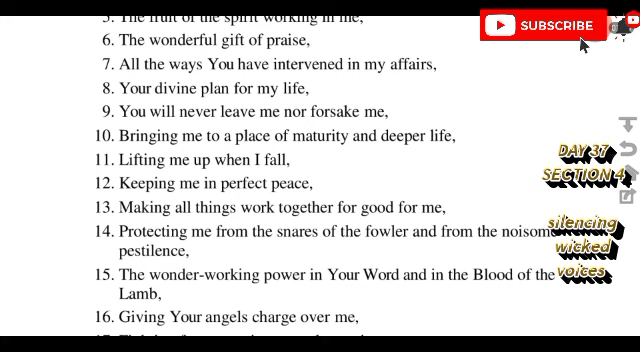 5. The fruit of the spirit working in me,
6. The wonderful gift of praise,
7. All the ways You have intervened in my affairs,
8. Your divine plan for my life,
9. You will never leave me nor forsake me,
10. Bringing me to a place of maturity and deeper life,
11. Lifting me up when I fall,
12. Keeping me in perfect peace,
13. Making all things work together for good for me,
14. Protecting me from the snares of the fowler and from the noisome
pestilence,
15. The wonder-working power in Your Word and in the Blood of the
Lamb,
16. Giving Your angels charge over me,
SUBSCRIBE
DAY 37
SECTION 4
silencing
wicked
voices